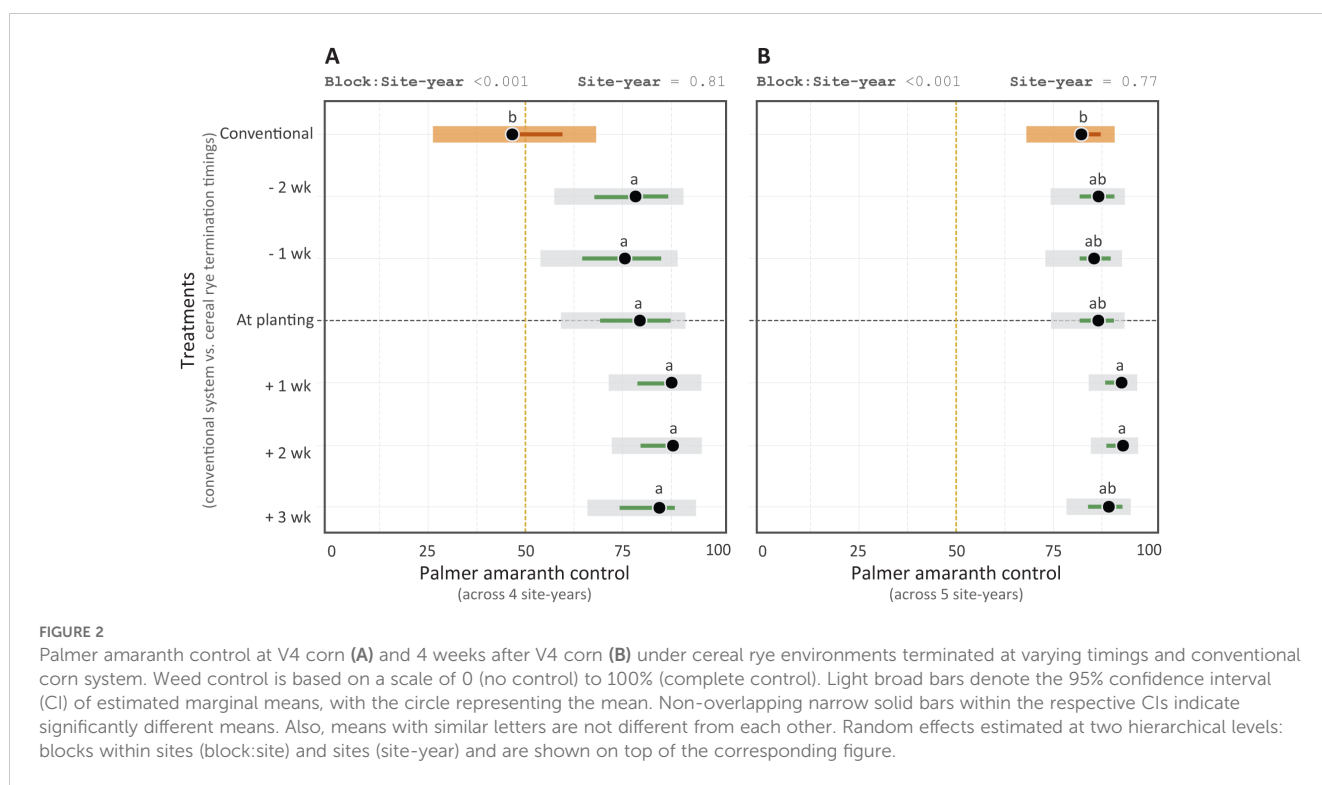 A
B
Block:Site-year <0.001 Site-year = 0.81
Block:Site-year <0.001 Site-year = 0.77
Treatments
(conventional system vs. cereal rye termination timings)
Conventional
- 2 wk
- 1 wk
At planting
+ 1 wk
+ 2 wk
+ 3 wk
b
a
a
a
a
a
a
b
ab
ab
ab
a
a
ab
0 25 50 75 100
0 25 50 75 100
Palmer amaranth control
(across 4 site-years)
Palmer amaranth control
(across 5 site-years)
FIGURE 2
Palmer amaranth control at V4 corn (A) and 4 weeks after V4 corn (B) under cereal rye environments terminated at varying timings and conventional
corn system. Weed control is based on a scale of 0 (no control) to 100% (complete control). Light broad bars denote the 95% confidence interval
(CI) of estimated marginal means, with the circle representing the mean. Non-overlapping narrow solid bars within the respective CIs indicate
significantly different means. Also, means with similar letters are not different from each other. Random effects estimated at two hierarchical levels:
blocks within sites (block:site) and sites (site-year) and are shown on top of the corresponding figure.